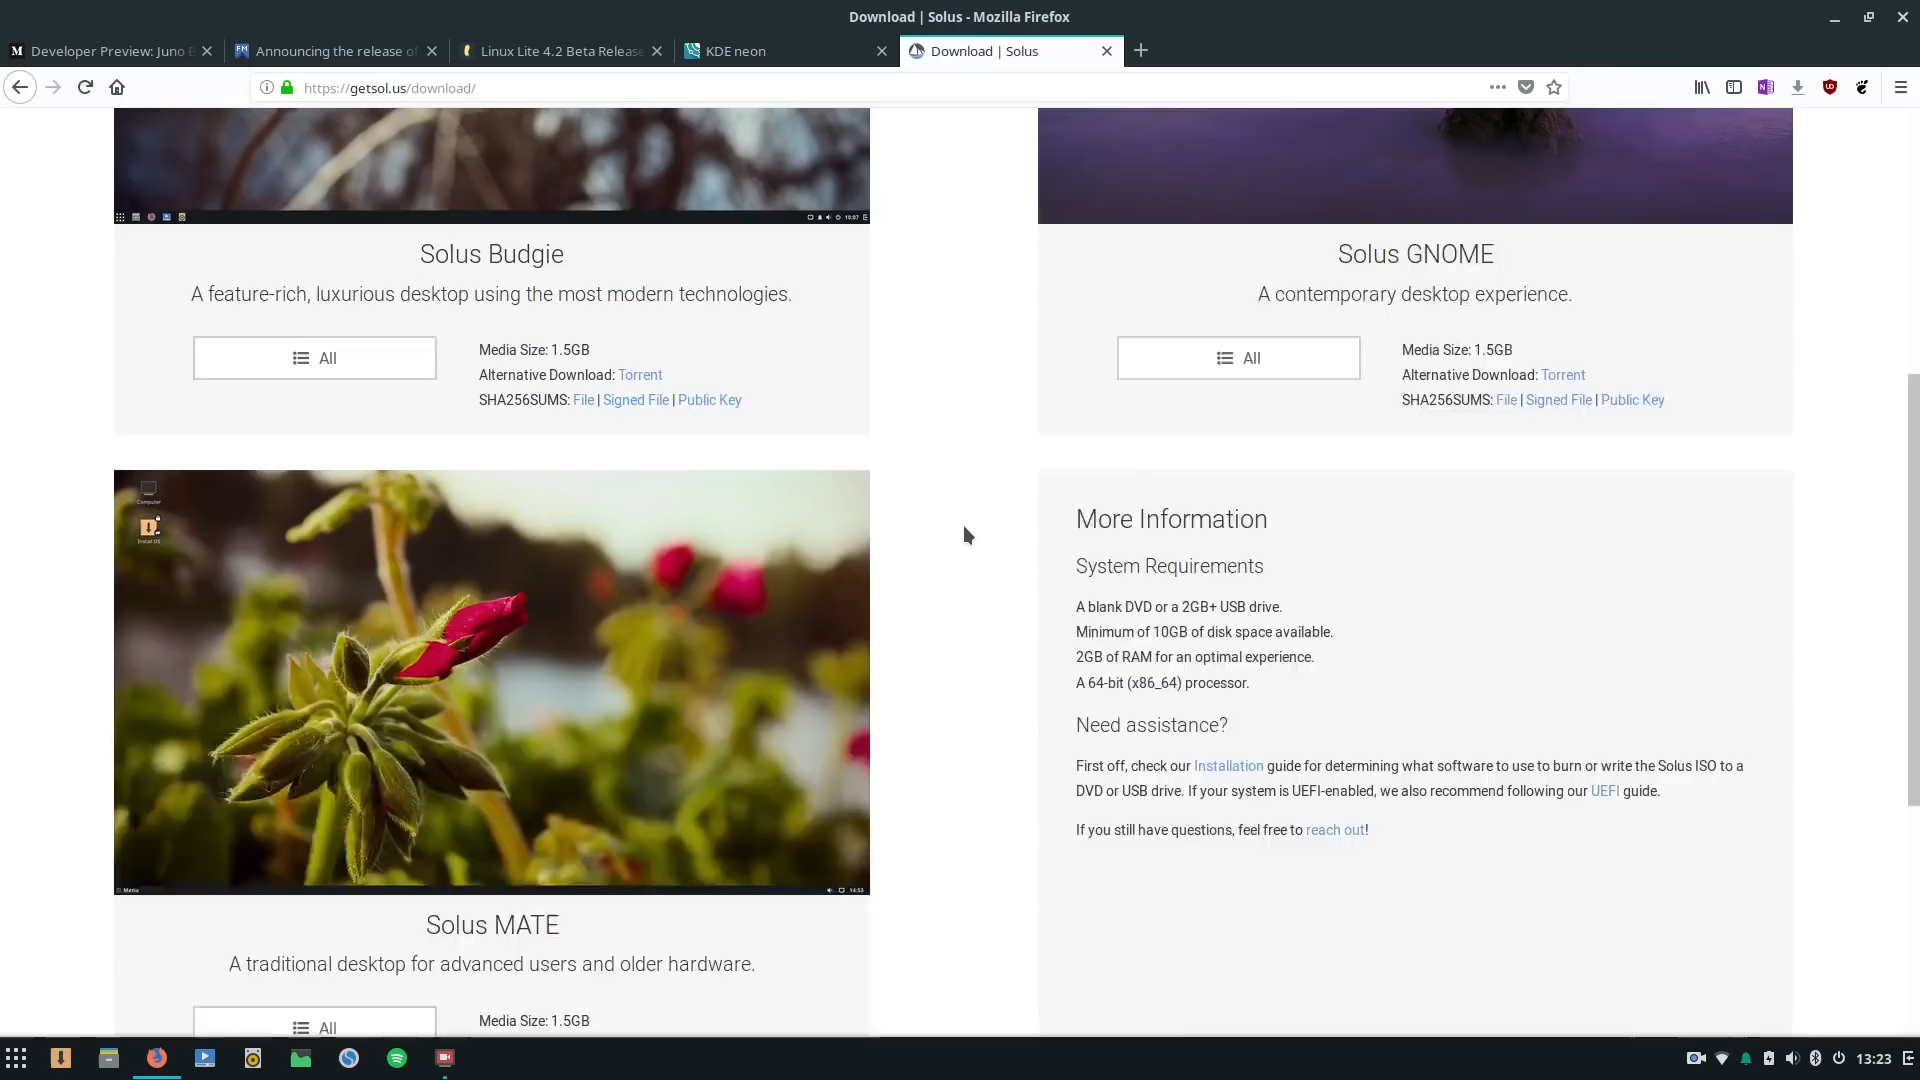 Download | Solus - Mozilla Firefox
Developer Preview: Juno B
Announcing the release of
Linux Lite 4.2 Beta Release
KDE neon
Download | Solus
https://getsol.us/download/
10:07
Solus Budgie
A feature-rich, luxurious desktop using the most modern technologies.
All
Media Size: 1.5GB
Alternative Download: Torrent
SHA256SUMS: File | Signed File | Public Key
Solus GNOME
A contemporary desktop experience.
All
Media Size: 1.5GB
Alternative Download: Torrent
SHA256SUMS: File | Signed File | Public Key
Computer
Install OS
Menu
14:53
Solus MATE
A traditional desktop for advanced users and older hardware.
All
Media Size: 1.5GB
More Information
System Requirements
A blank DVD or a 2GB+ USB drive.
Minimum of 10GB of disk space available.
2GB of RAM for an optimal experience.
A 64-bit (x86_64) processor.
Need assistance?
First off, check our Installation guide for determining what software to use to burn or write the Solus ISO to a
DVD or USB drive. If your system is UEFI-enabled, we also recommend following our UEFI guide.
If you still have questions, feel free to reach out!
13:23